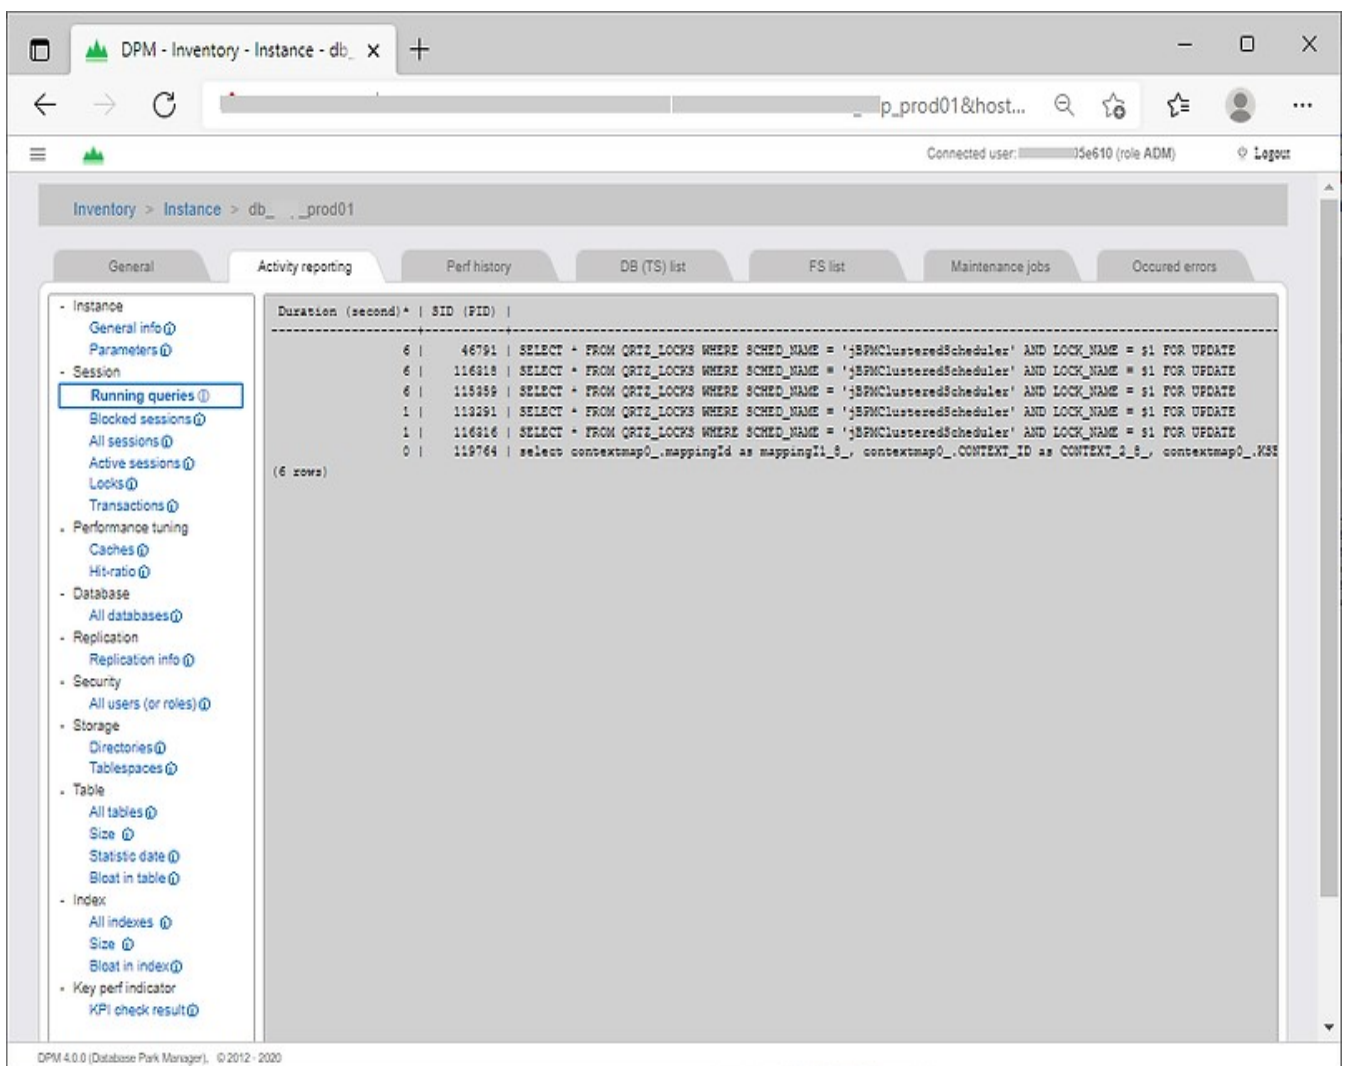 DPM - Inventory - Instance - db_
p_prod01&host...
Connected user: 05e610 (role ADM) Logout
Inventory > Instance > db_ _prod01
General Activity reporting Perf history DB (TS) list FS list Maintenance jobs Occured errors
- Instance
General info
Parameters
- Session
Running queries
Blocked sessions
All sessions
Active sessions
Locks
Transactions
- Performance tuning
Caches
Hit-ratio
- Database
All databases
- Replication
Replication info
- Security
All users (or roles)
- Storage
Directories
Tablespaces
- Table
All tables
Size
Statistic date
Bloat in table
- Index
All indexes
Size
Bloat in index
- Key perf indicator
KPI check result
Duration (second)* | SID (PID) |
6 | 46791 | SELECT * FROM QRTZ_LOCKS WHERE SCHED_NAME = 'jBPMClusteredScheduler' AND LOCK_NAME = $1 FOR UPDATE
6 | 116318 | SELECT * FROM QRTZ_LOCKS WHERE SCHED_NAME = 'jBPMClusteredScheduler' AND LOCK_NAME = $1 FOR UPDATE
6 | 115359 | SELECT * FROM QRTZ_LOCKS WHERE SCHED_NAME = 'jBPMClusteredScheduler' AND LOCK_NAME = $1 FOR UPDATE
1 | 113291 | SELECT * FROM QRTZ_LOCKS WHERE SCHED_NAME = 'jBPMClusteredScheduler' AND LOCK_NAME = $1 FOR UPDATE
1 | 116316 | SELECT * FROM QRTZ_LOCKS WHERE SCHED_NAME = 'jBPMClusteredScheduler' AND LOCK_NAME = $1 FOR UPDATE
0 | 119764 | select contextmap0_.mappingId as mappingI1_8_, contextmap0_.CONTEXT_ID as CONTEXT_2_8_, contextmap0_.KSE
(6 rows)
DPM 4.0.0 (Database Park Manager), © 2012 - 2020